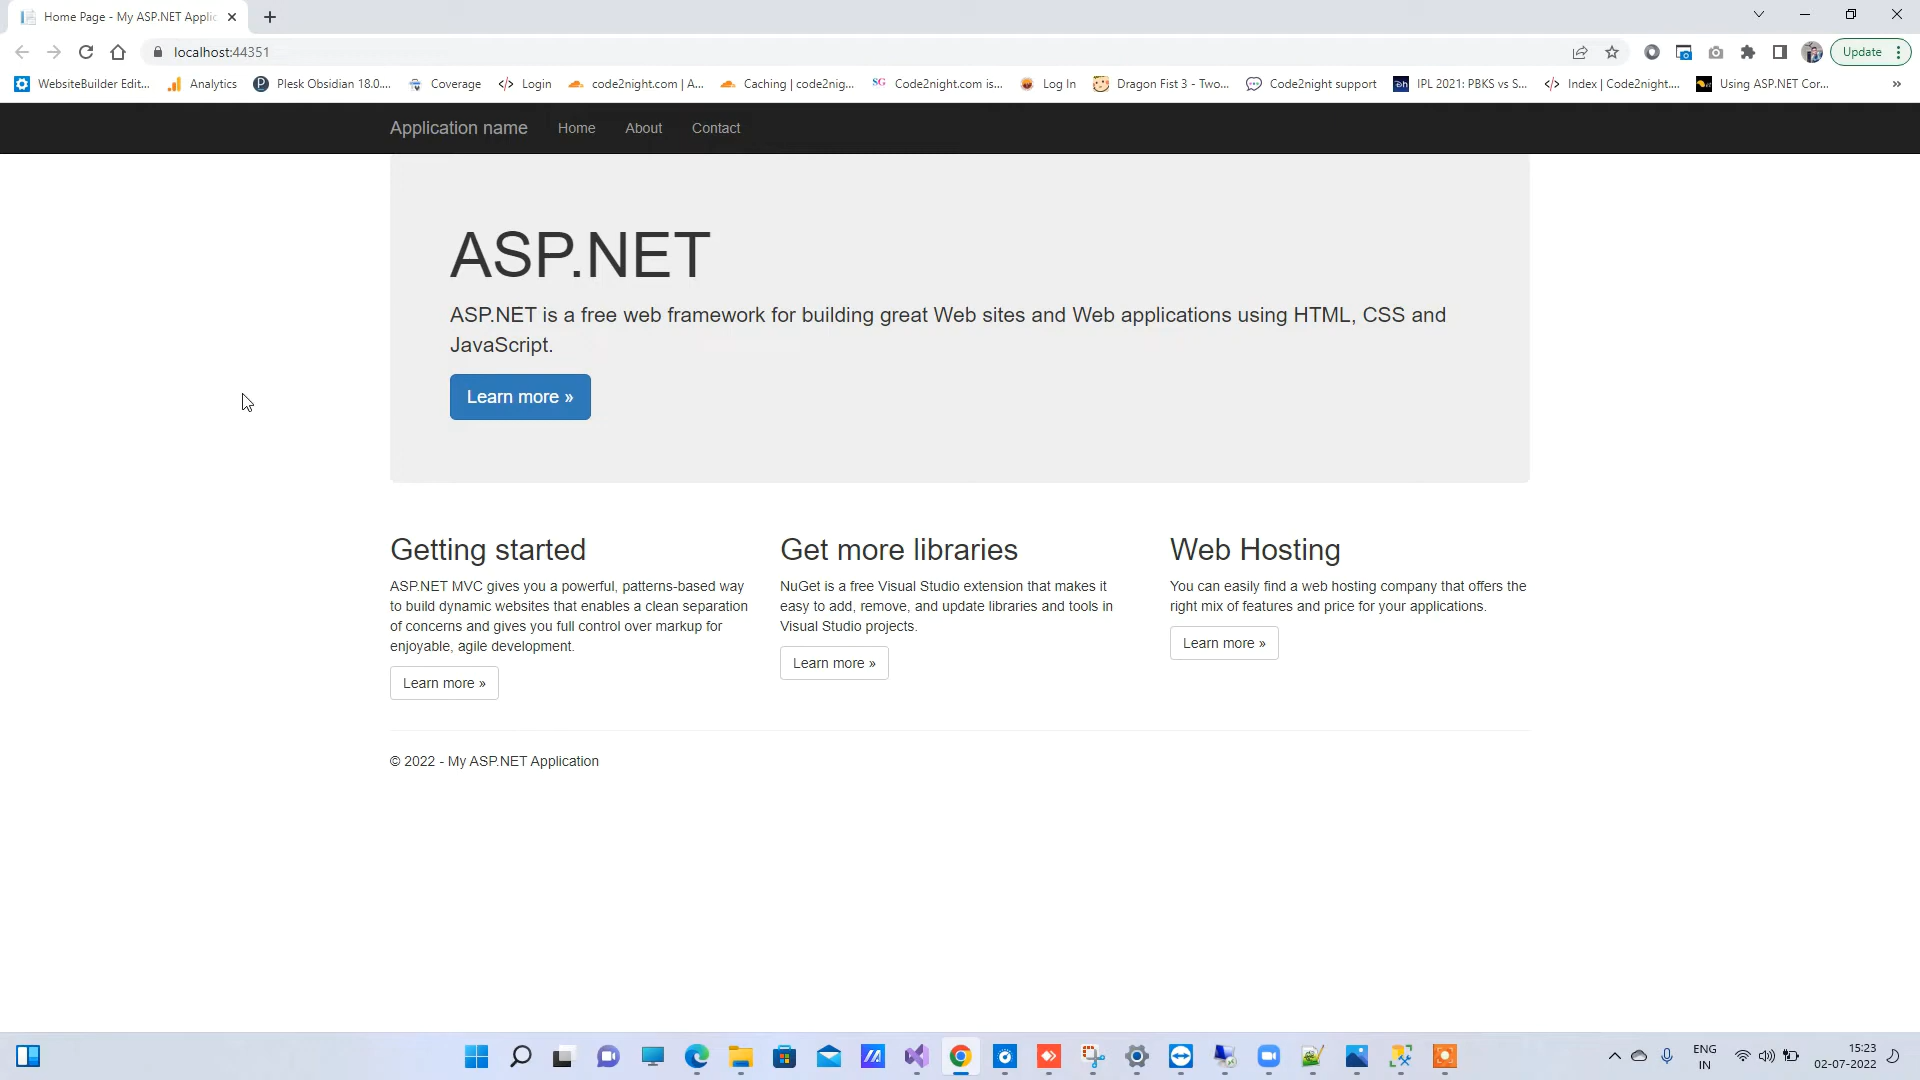 Home Page - My ASP.NET Applic
localhost:44351
Update
WebsiteBuilder Edit...
Analytics
Plesk Obsidian 18.0....
Coverage
Login
code2night.com | A...
Caching | code2nig...
SG
Code2night.com is...
Log In
Dragon Fist 3 - Two...
Code2night support
IPL 2021: PBKS vs S...
Index | Code2night....
Using ASP.NET Cor...
»
Application name
Home
About
Contact
ASP.NET
ASP.NET is a free web framework for building great Web sites and Web applications using HTML, CSS and
JavaScript.
Learn more »
Getting started
ASP.NET MVC gives you a powerful, patterns-based way
to build dynamic websites that enables a clean separation
of concerns and gives you full control over markup for
enjoyable, agile development.
Learn more »
Get more libraries
NuGet is a free Visual Studio extension that makes it
easy to add, remove, and update libraries and tools in
Visual Studio projects.
Learn more »
Web Hosting
You can easily find a web hosting company that offers the
right mix of features and price for your applications.
Learn more »
© 2022 - My ASP.NET Application
ENG
IN
15:23
02-07-2022